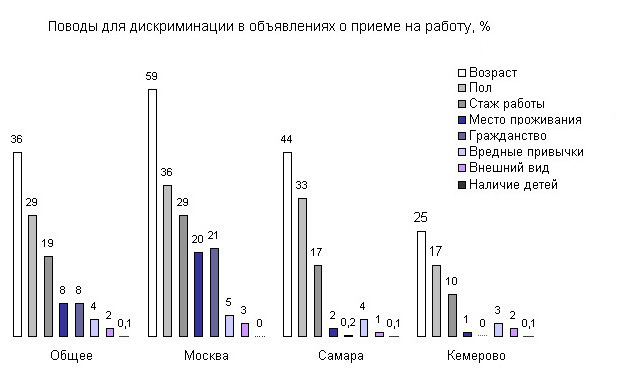 Поводы для дискриминации в объявлениях о приеме на работу, %
Возраст
Пол
Стаж работы
Место проживания
Гражданство
Вредные привычки
Внешний вид
Наличие детей
36
29
19
8
8
4
2
0,1
59
36
29
20
21
5
3
0
44
33
17
2
0,2
4
1
0,1
25
17
10
1
0
3
2
0,1
Общее
Москва
Самара
Кемерово